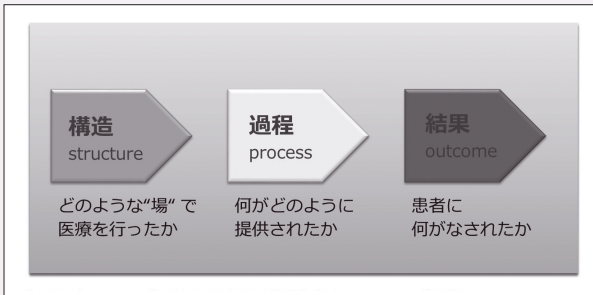 構造
structure
どのような“場“ で
医療を行ったか
過程
process
何がどのように
提供されたか
結果
outcome
患者に
何がなされたか